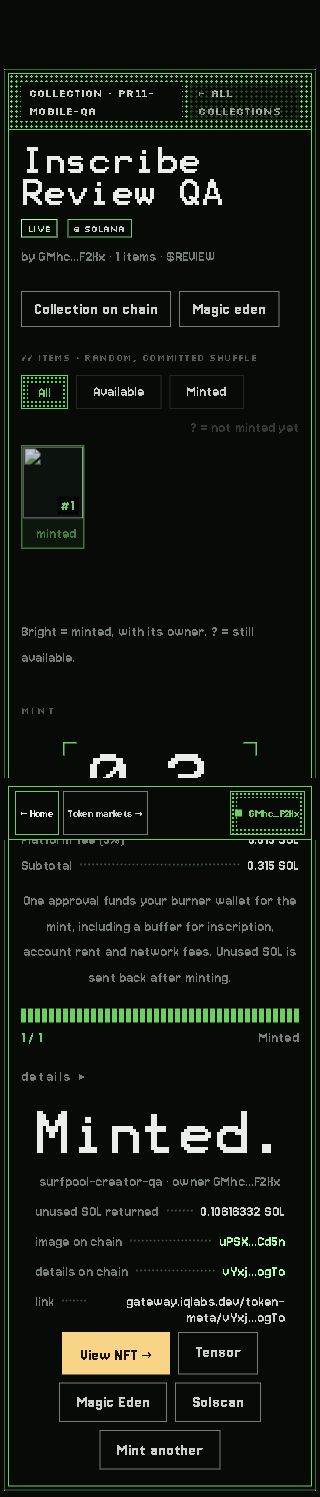 COLLECTION · PR11-
MOBILE-QA
← ALL
COLLECTIONS
Inscribe
Review QA
LIVE
◎ SOLANA
by GMhc…F2Hx · 1 items · $REVIEW
Collection on chain
Magic eden
// ITEMS · RANDOM, COMMITTED SHUFFLE
All
Available
Minted
? = not minted yet
#1
minted
Bright = minted, with its owner. ? = still
available.
MINT
← Home
Token markets →
GMhc…F2Hx
Platform fee (5%)
0.015 SOL
Subtotal
0.315 SOL
One approval funds your burner wallet for the
mint, including a buffer for inscription,
account rent and network fees. Unused SOL is
sent back after minting.
1 / 1
Minted
details ▸
Minted.
surfpool-creator-qa · owner GMhc…F2Hx
unused SOL returned
0.10616332 SOL
image on chain
uPSX…Cd5n
details on chain
vYxj…ogTo
link
gateway.iqlabs.dev/token-
meta/vYxj…ogTo
View NFT →
Tensor
Magic Eden
Solscan
Mint another